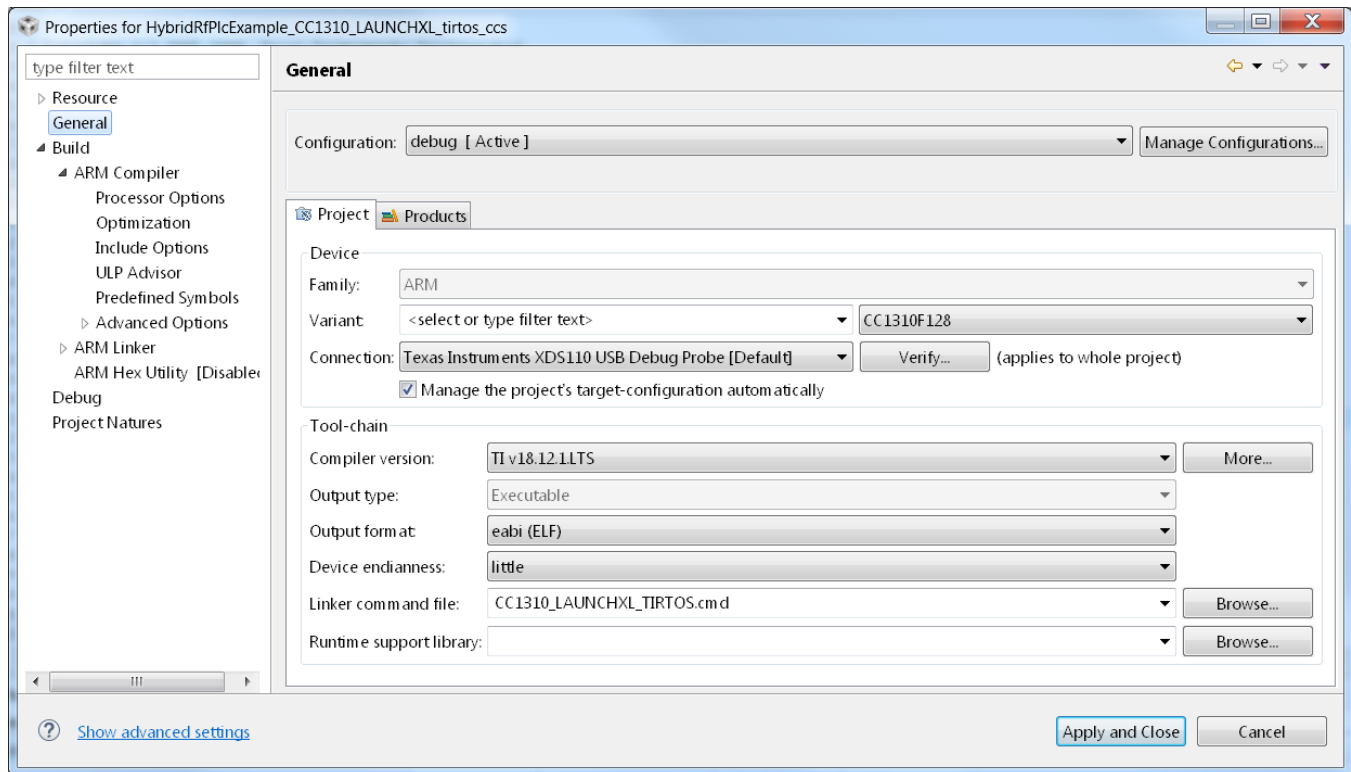 Properties for HybridRfPlcExample_CC1310_LAUNCHXL_tirtos_ccs
type filter text
Resource
General
Build
ARM Compiler
Processor Options
Optimization
Include Options
ULP Advisor
Predefined Symbols
Advanced Options
ARM Linker
ARM Hex Utility [Disabled
Debug
Project Natures
General
Configuration: debug [ Active ] Manage Configurations...
Project Products
Device
Family: ARM
Variant: <select or type filter text> CC1310F128
Connection: Texas Instruments XDS110 USB Debug Probe [Default] Verify... (applies to whole project)
Manage the project's target-configuration automatically
Tool-chain
Compiler version: TI v18.12.1.LTS More...
Output type: Executable
Output format: eabi (ELF)
Device endianness: little
Linker command file: CC1310_LAUNCHXL_TIRTOS.cmd Browse...
Runtime support library: Browse...
Show advanced settings Apply and Close Cancel